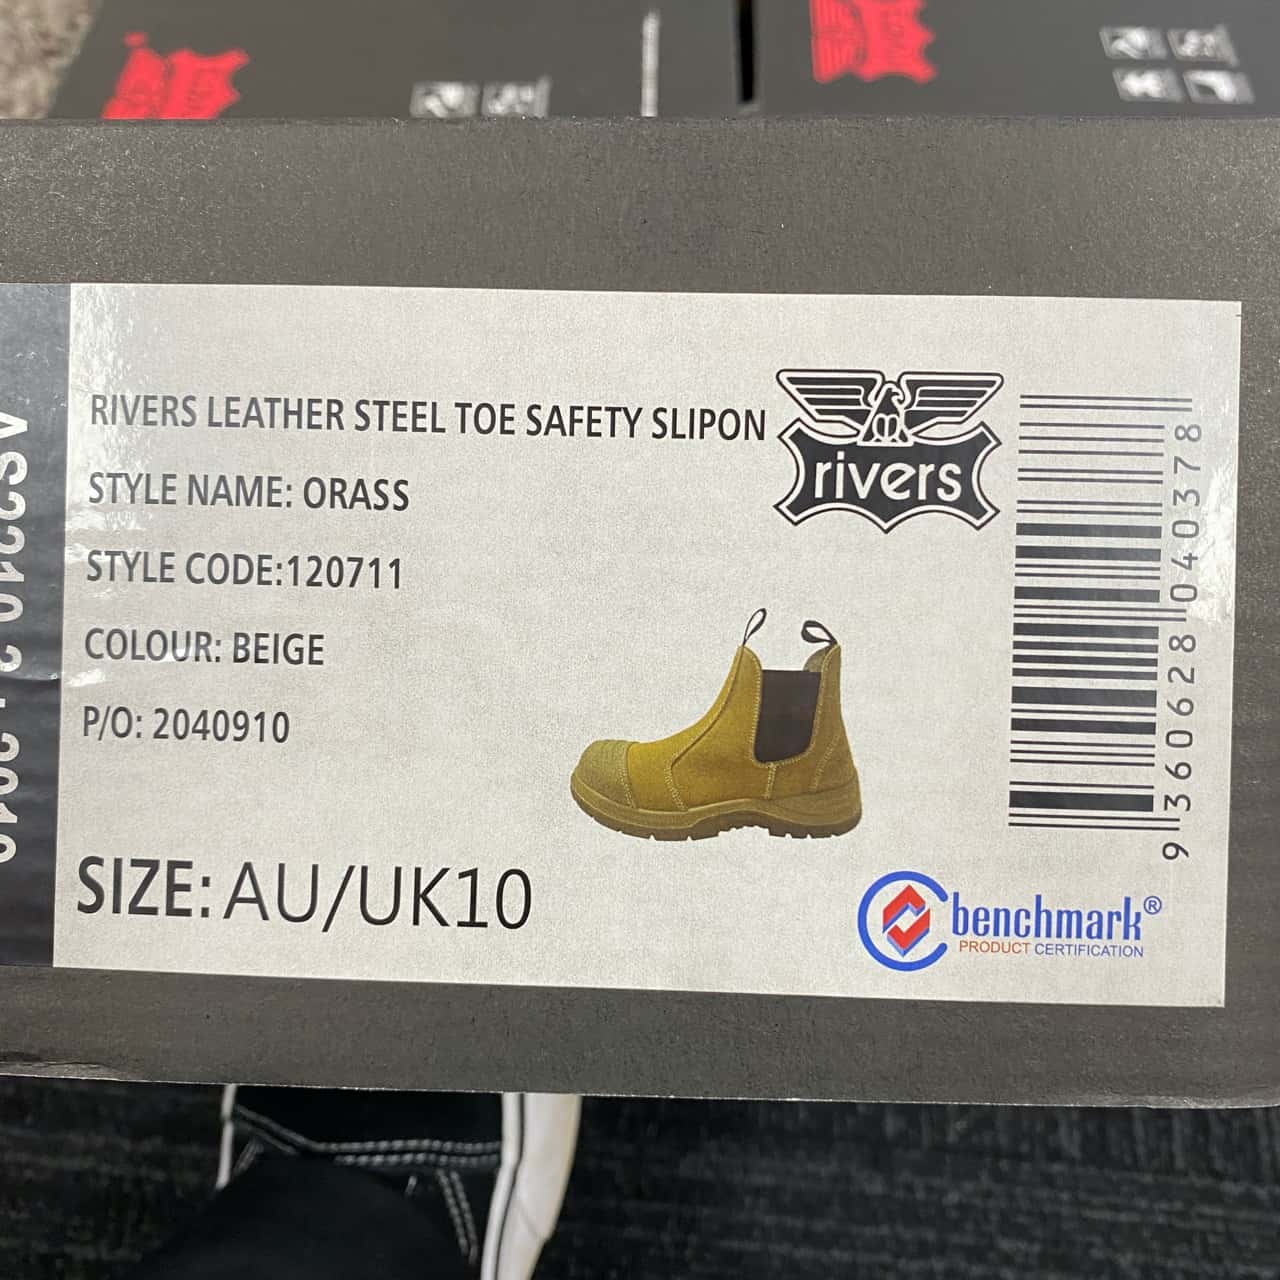 RIVERS LEATHER STEEL TOE SAFETY SLIPON
STYLE NAME: ORASS
STYLE CODE:120711
COLOUR: BEIGE
P/O: 2040910
SIZE: AU/UK10
rivers
9 360628 040378
benchmark®
PRODUCT CERTIFICATION